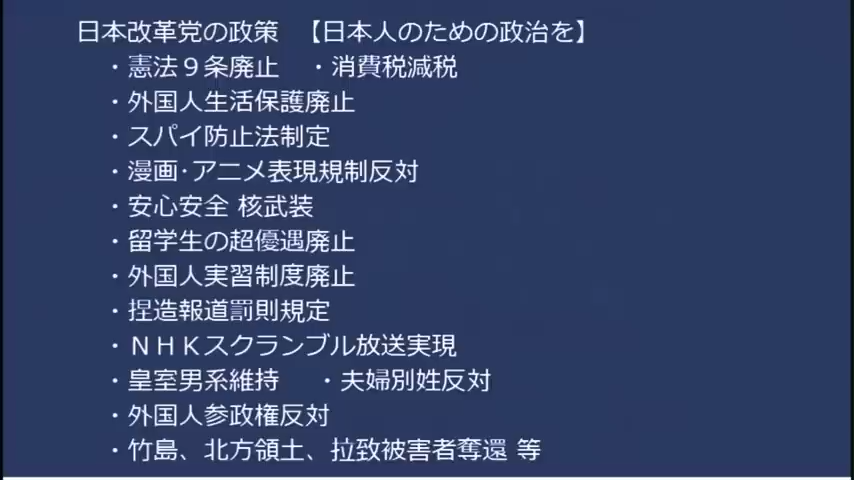 日本改革党の政策 【日本人のための政治を】
・憲法９条廃止 ・消費税減税
・外国人生活保護廃止
・スパイ防止法制定
・漫画･アニメ表現規制反対
・安心安全 核武装
・留学生の超優遇廃止
・外国人実習制度廃止
・捏造報道罰則規定
・ＮＨＫスクランブル放送実現
・皇室男系維持 ・夫婦別姓反対
・外国人参政権反対
・竹島、北方領土、拉致被害者奪還 等